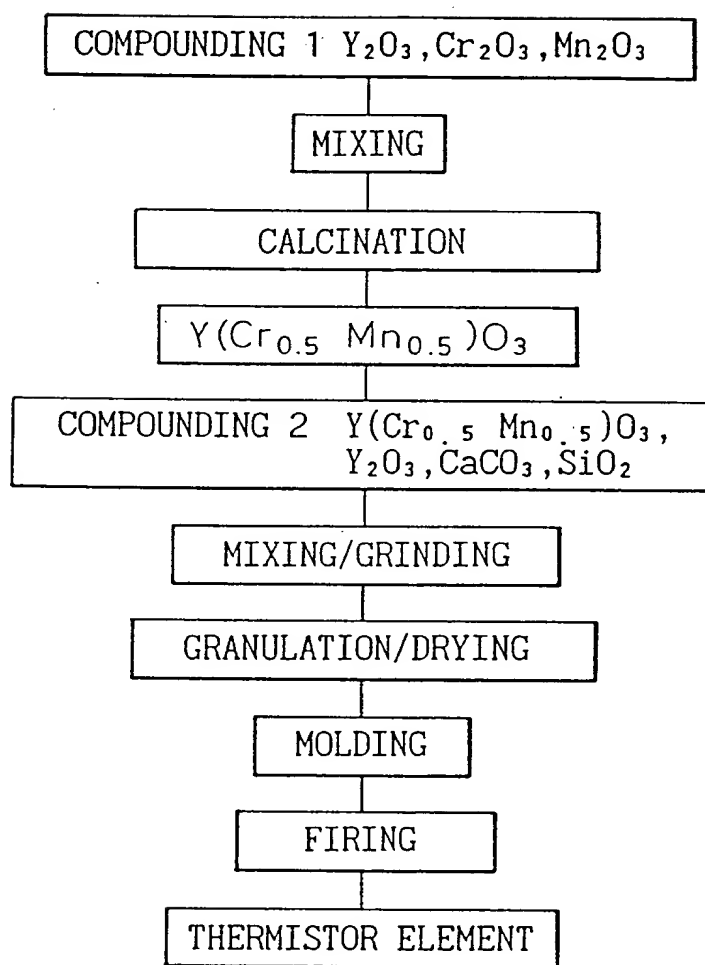 COMPOUNDING 1 Y₂O₃,Cr₂O₃,Mn₂O₃
MIXING
CALCINATION
Y(Cr₀.₅ Mn₀.₅)O₃
COMPOUNDING 2 Y(Cr₀.₅ Mn₀.₅)O₃,
Y₂O₃,CaCO₃,SiO₂
MIXING/GRINDING
GRANULATION/DRYING
MOLDING
FIRING
THERMISTOR ELEMENT